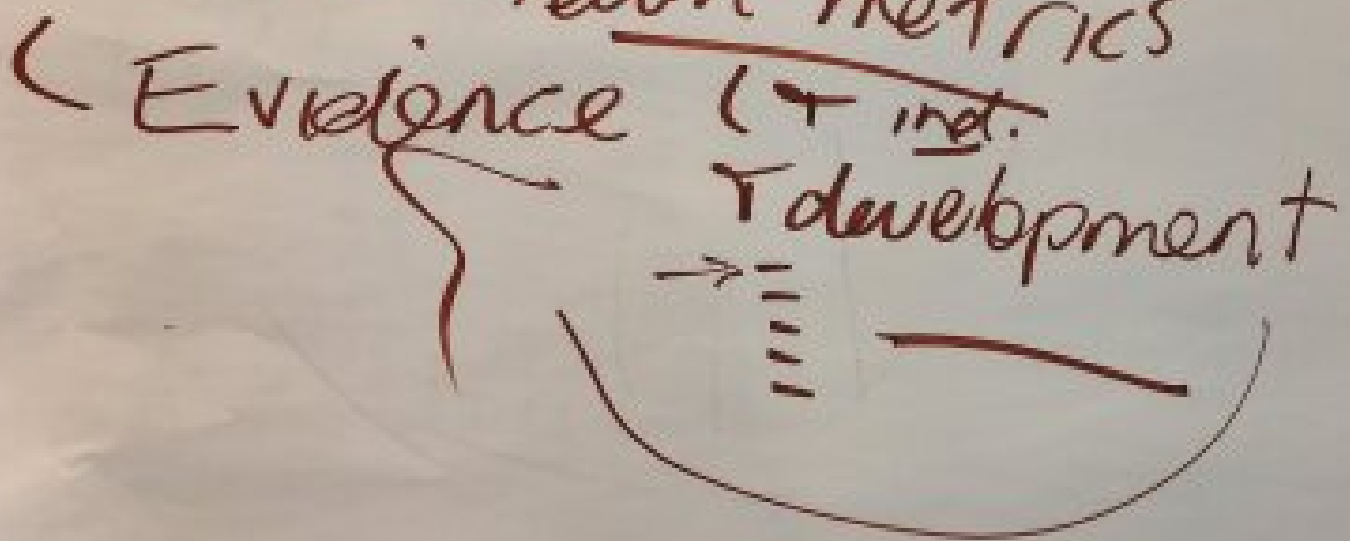 metrics
( Evidence (+ ind.
+ development